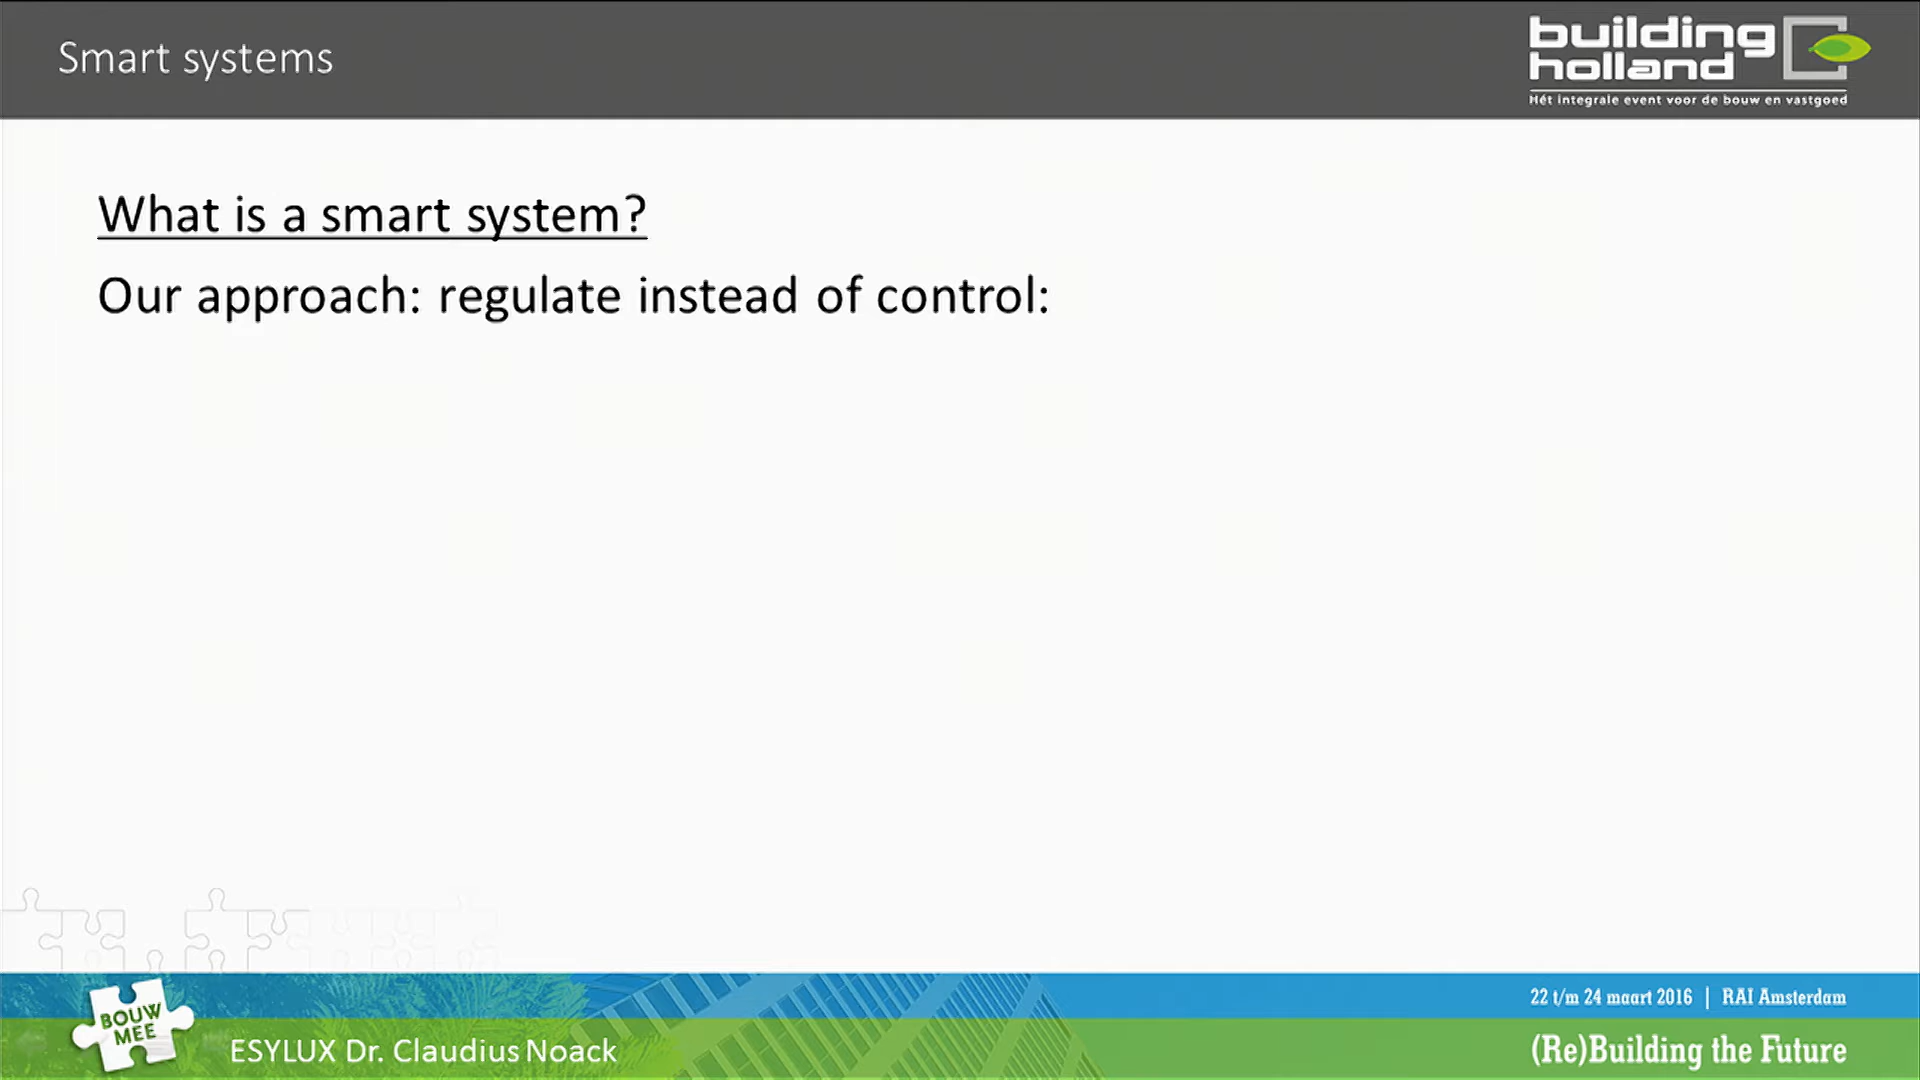 Smart systems
building
holland
Hét integrale event voor de bouw en vastgoed
What is a smart system?
Our approach: regulate instead of control:
BOUW
MEE
ESYLUX Dr. Claudius Noack
22 t/m 24 maart 2016 | RAI Amsterdam
(Re)Building the Future